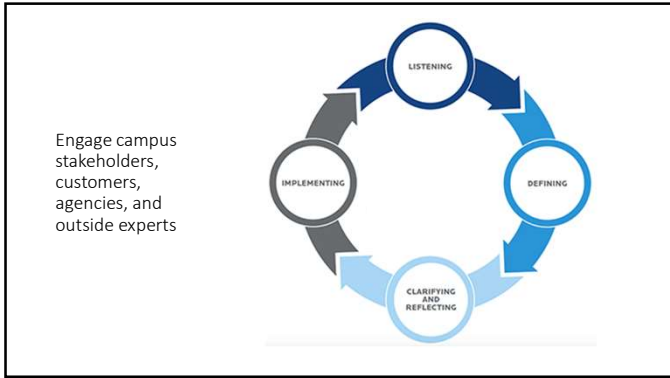 Engage campus
stakeholders,
customers,
agencies, and
outside experts
LISTENING
DEFINING
CLARIFYING
AND
REFLECTING
IMPLEMENTING